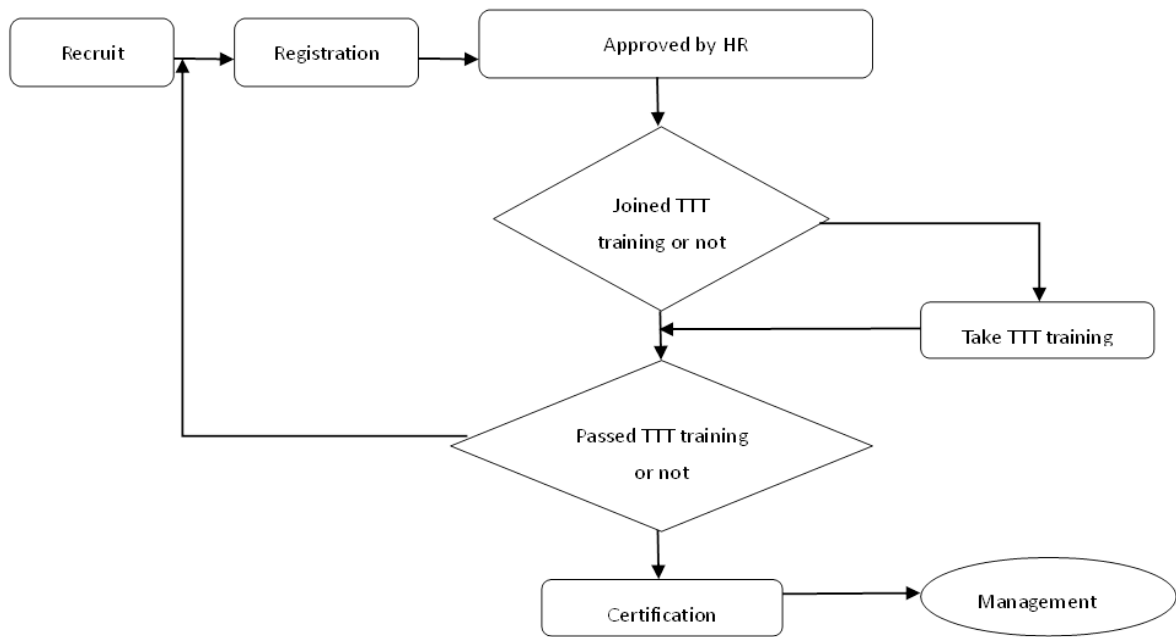 Recruit
Registration
Approved by HR
Joined TTT
training or not
Take TTT training
Passed TTT training
or not
Certification
Management